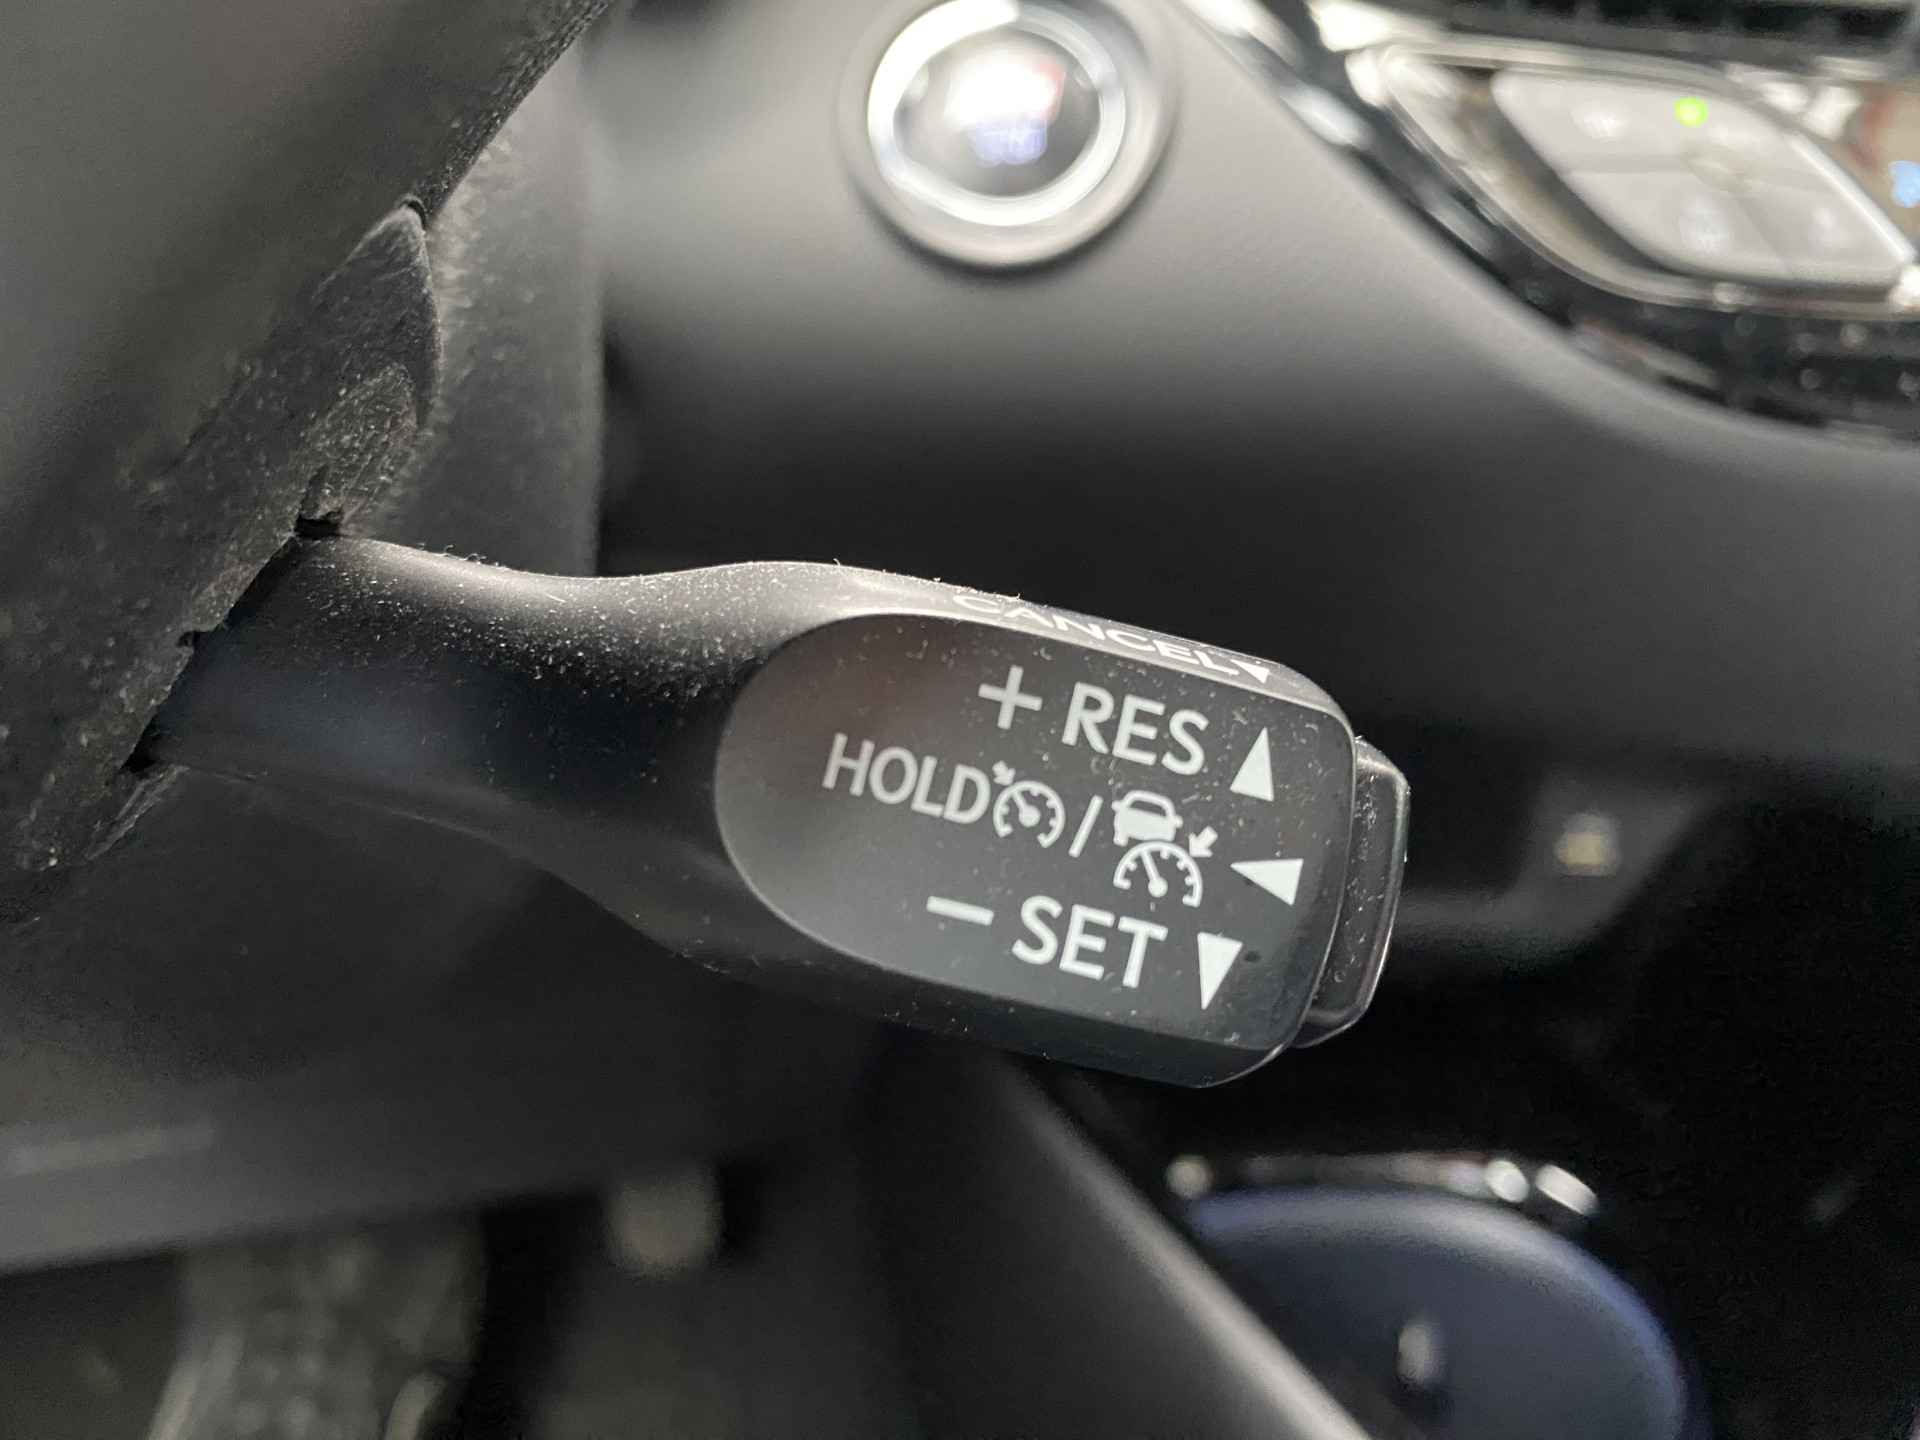 CANCEL▼
+ RES ▲
HOLD / ◀
− SET ▼